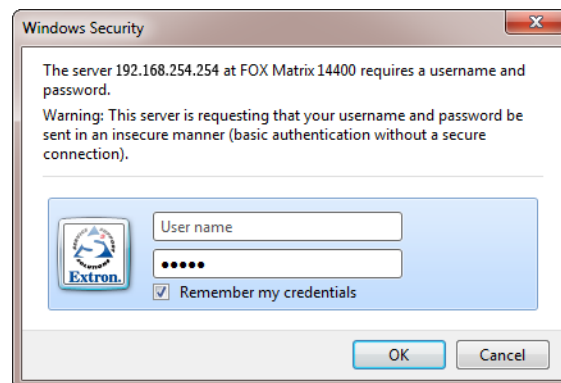 Windows Security
The server 192.168.254.254 at FOX Matrix 14400 requires a username and
password.
Warning: This server is requesting that your username and password be
sent in an insecure manner (basic authentication without a secure
connection).
User name
●●●●●
Extron.
Remember my credentials
OK
Cancel